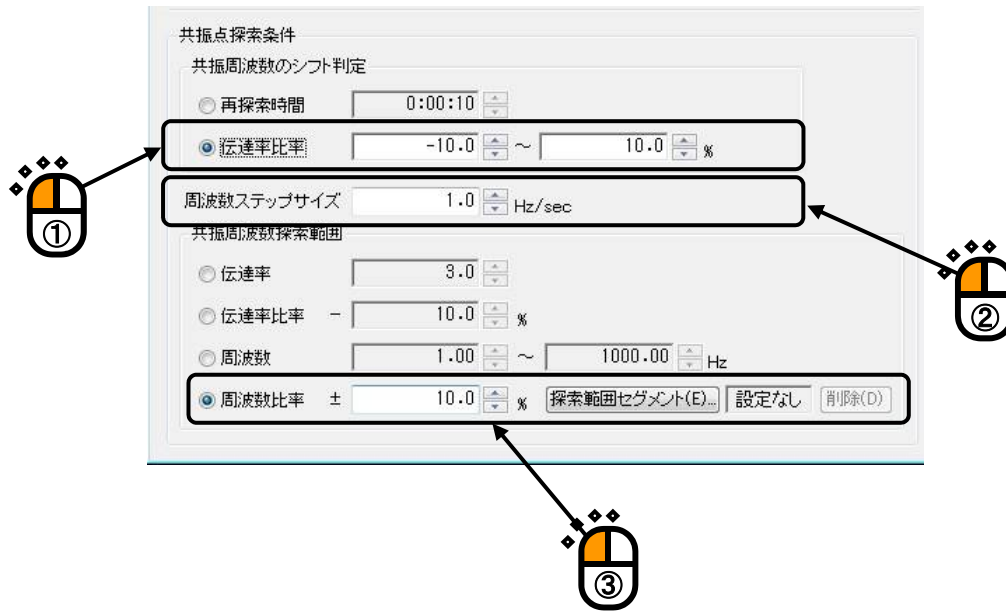 共振点探索条件
共振周波数のシフト判定
再探索時間 0:00:10
伝達率比率 -10.0 ~ 10.0 %
①
周波数ステップサイズ 1.0 Hz/sec
②
共振周波数探索範囲
伝達率 3.0
伝達率比率 - 10.0 %
周波数 1.00 ~ 1000.00 Hz
周波数比率 ± 10.0 % 探索範囲セグメント(E)... 設定なし 削除(D)
③